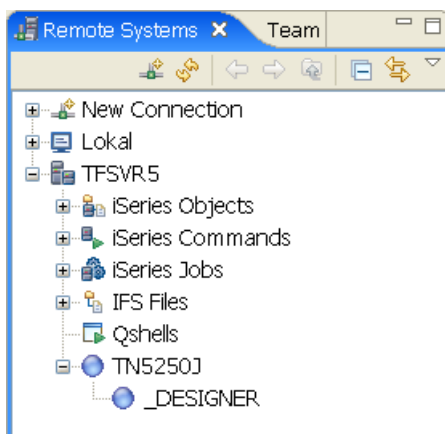 Remote Systems Team
New Connection
Lokal
TFSVR5
iSeries Objects
iSeries Commands
iSeries Jobs
IFS Files
Qshells
TN5250J
_DESIGNER